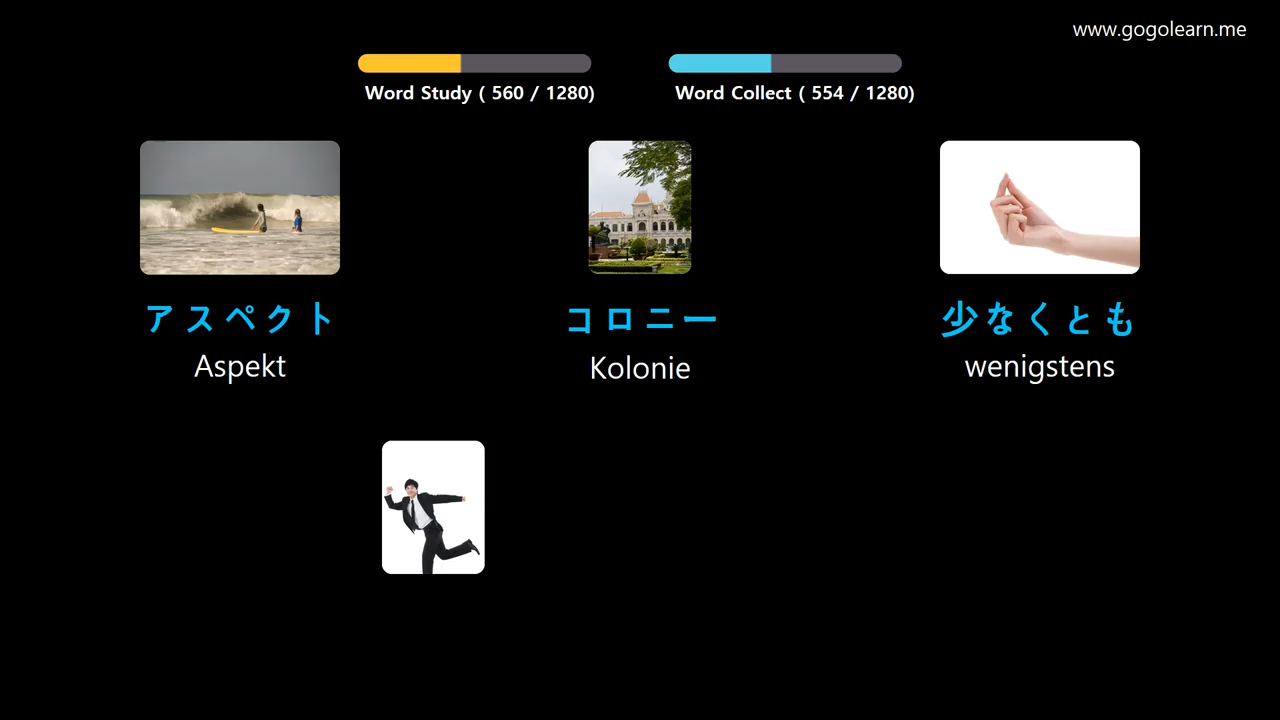 www.gogolearn.me
Word Study ( 560 / 1280)
Word Collect ( 554 / 1280)
アスペクト
Aspekt
コロニー
Kolonie
少なくとも
wenigstens